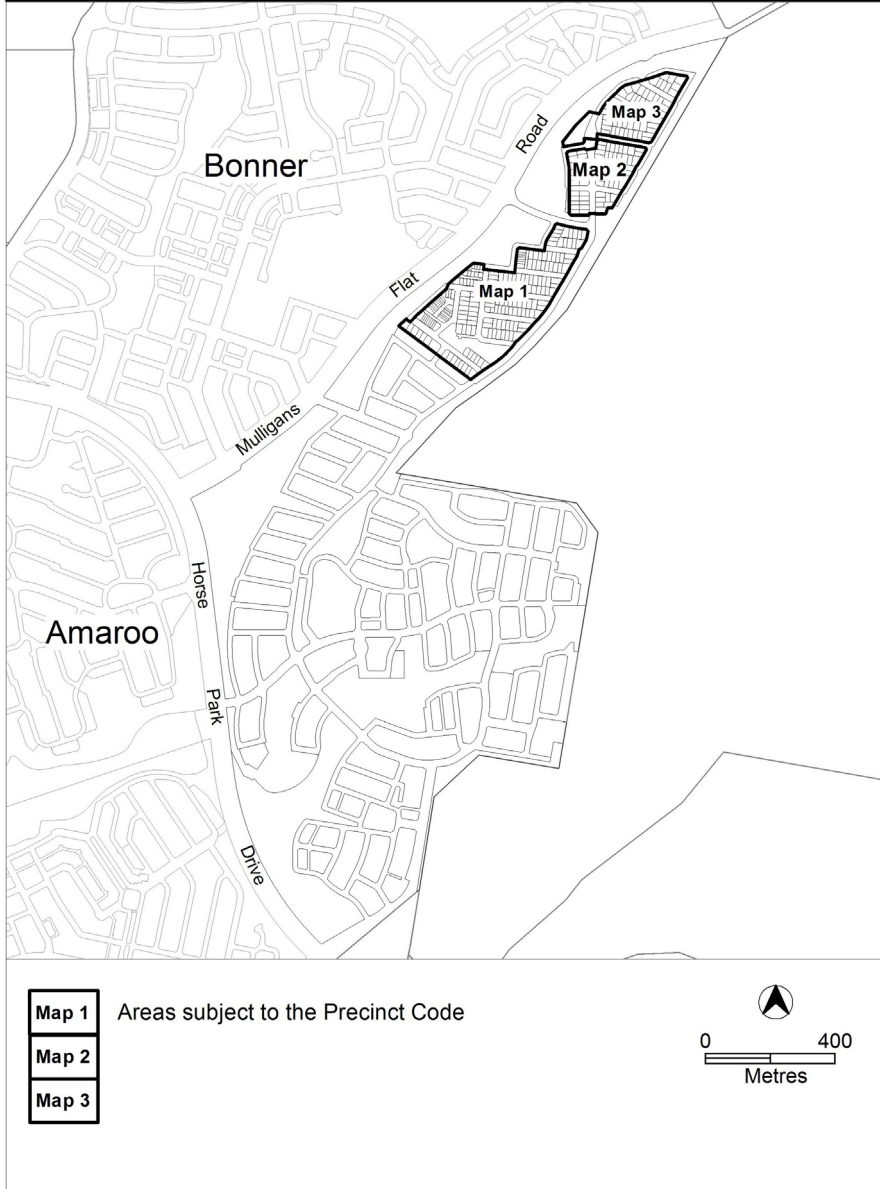 Map 3
Road
Bonner
Map 2
Flat
Map 1
Mulligans
Horse
Amaroo
Park
Drive
Map 1
Areas subject to the Precinct Code
Map 2
Map 3
0 400
Metres